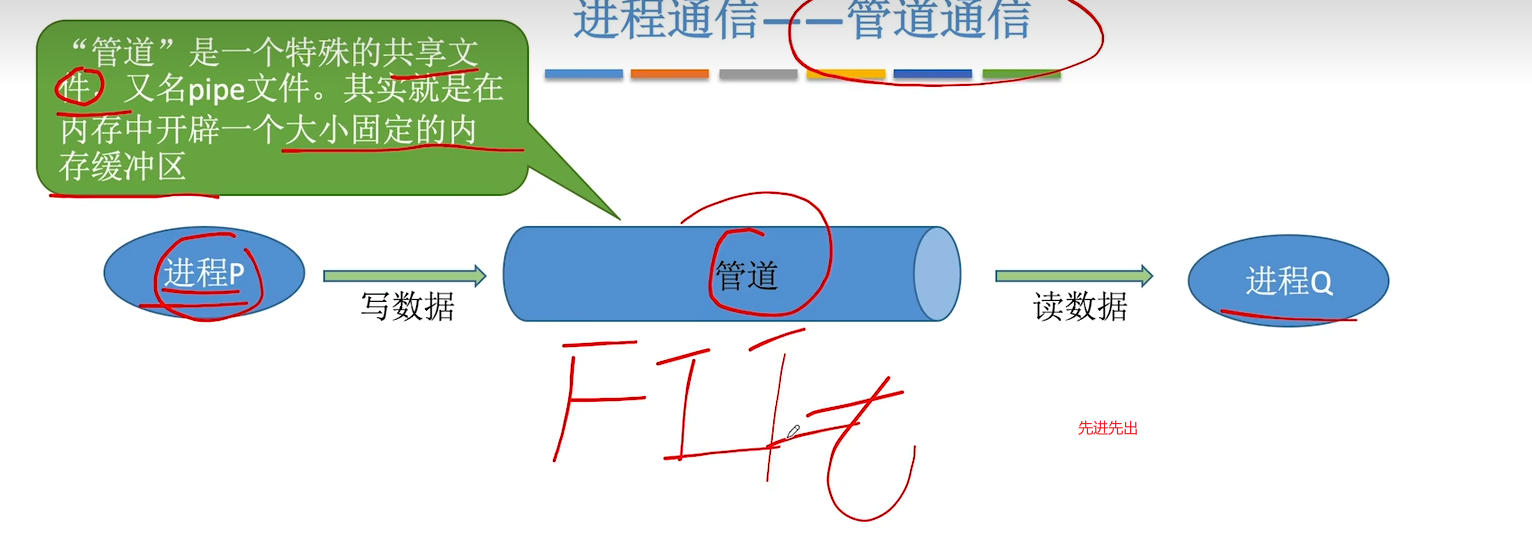 进程通信——管道通信
“管道”是一个特殊的共享文
件，又名pipe文件。其实就是在
内存中开辟一个大小固定的内
存缓冲区
进程P
写数据
管道
读数据
进程Q
先进先出